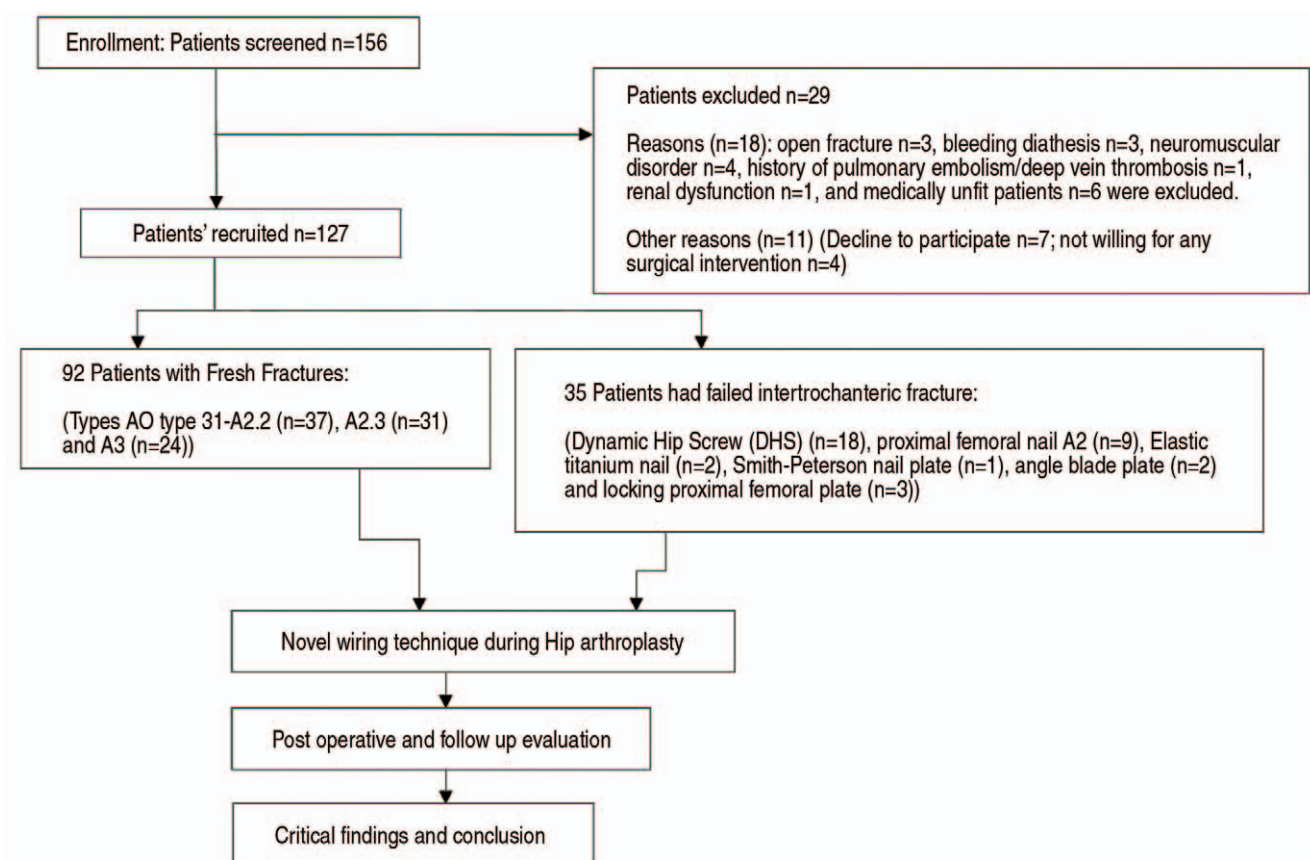 Enrollment: Patients screened n=156
Patients excluded n=29
Reasons (n=18): open fracture n=3, bleeding diathesis n=3, neuromuscular
disorder n=4, history of pulmonary embolism/deep vein thrombosis n=1,
renal dysfunction n=1, and medically unfit patients n=6 were excluded.
Other reasons (n=11) (Decline to participate n=7; not willing for any
surgical intervention n=4)
Patients’ recruited n=127
92 Patients with Fresh Fractures:
(Types AO type 31-A2.2 (n=37), A2.3 (n=31)
and A3 (n=24))
35 Patients had failed intertrochanteric fracture:
(Dynamic Hip Screw (DHS) (n=18), proximal femoral nail A2 (n=9), Elastic
titanium nail (n=2), Smith-Peterson nail plate (n=1), angle blade plate (n=2)
and locking proximal femoral plate (n=3))
Novel wiring technique during Hip arthroplasty
Post operative and follow up evaluation
Critical findings and conclusion